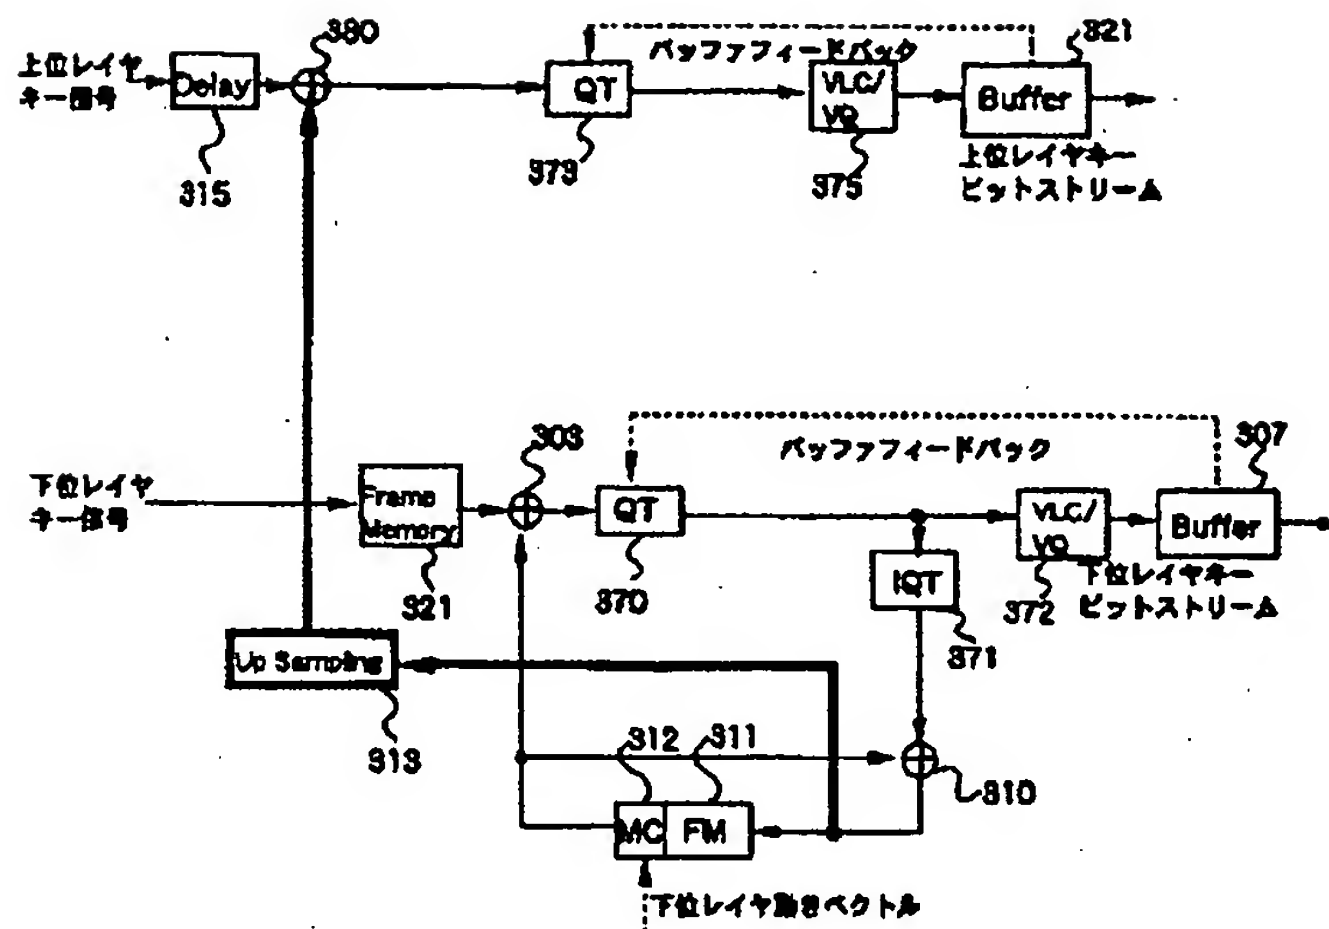 380
321
上位レイヤ
キー信号
Delay
QT
バッファフィードバック
VLC/
VQ
Buffer
315
373
375
上位レイヤキー
ビットストリーム
303
307
バッファフィードバック
下位レイヤ
キー信号
Frame
Memory
QT
VLC/
VQ
Buffer
IQT
321
370
372
下位レイヤキー
ビットストリーム
371
Up Sampling
313
312
311
310
MC
FM
下位レイヤ動きベクトル